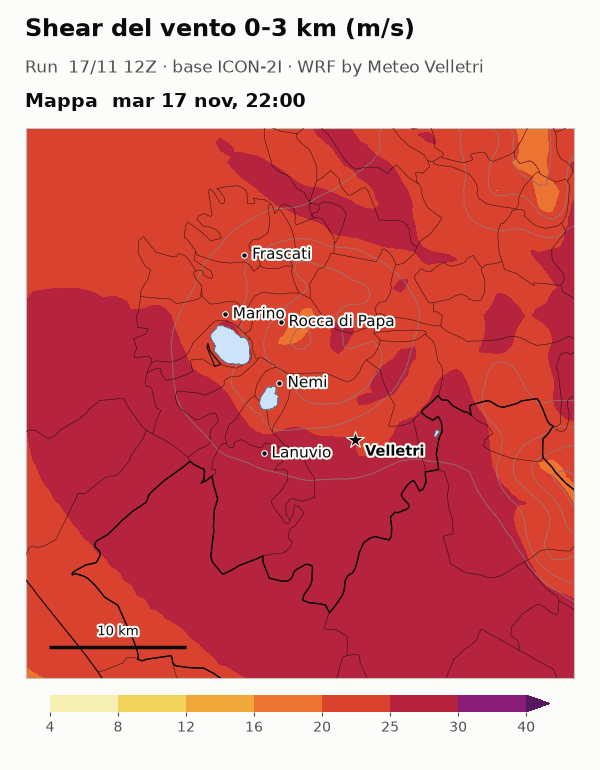 Shear del vento 0-3 km (m/s)
Run  17/11 12Z · base ICON-2I · WRF by Meteo Velletri
Mappa  mar 17 nov, 22:00
Frascati
Marino
Rocca di Papa
Nemi
Velletri
Lanuvio
10 km
4 8 12 16 20 25 30 40